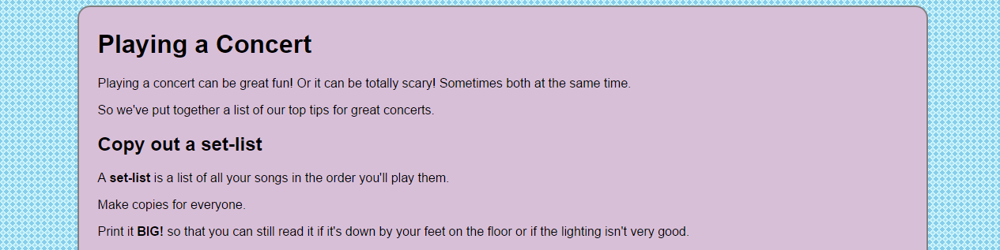 Playing a Concert
Playing a concert can be great fun! Or it can be totally scary! Sometimes both at the same time.
So we've put together a list of our top tips for great concerts.
Copy out a set-list
A set-list is a list of all your songs in the order you'll play them.
Make copies for everyone.
Print it BIG! so that you can still read it if it's down by your feet on the floor or if the lighting isn't very good.